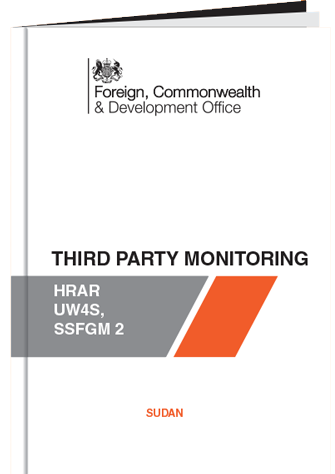 Foreign, Commonwealth
& Development Office
THIRD PARTY MONITORING
HRAR
UW4S,
SSFGM 2
SUDAN